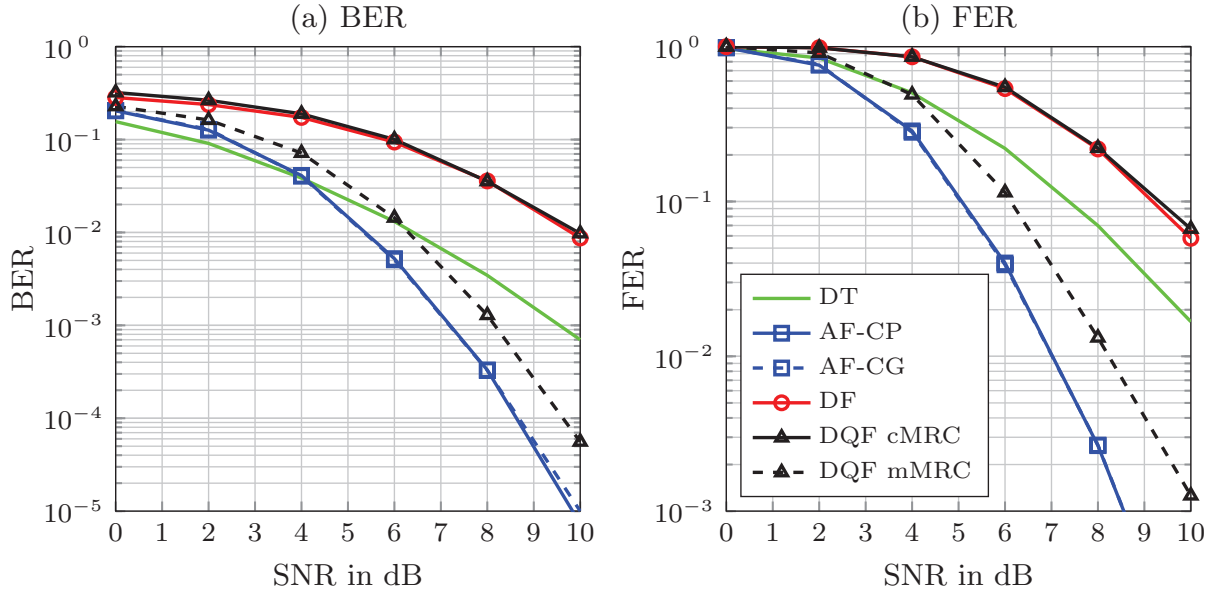 (a) BER
10^0
10^-1
10^-2
10^-3
10^-4
10^-5
BER
0 1 2 3 4 5 6 7 8 9 10
SNR in dB
(b) FER
10^0
10^-1
10^-2
10^-3
FER
0 1 2 3 4 5 6 7 8 9 10
SNR in dB
DT
AF-CP
AF-CG
DF
DQF cMRC
DQF mMRC